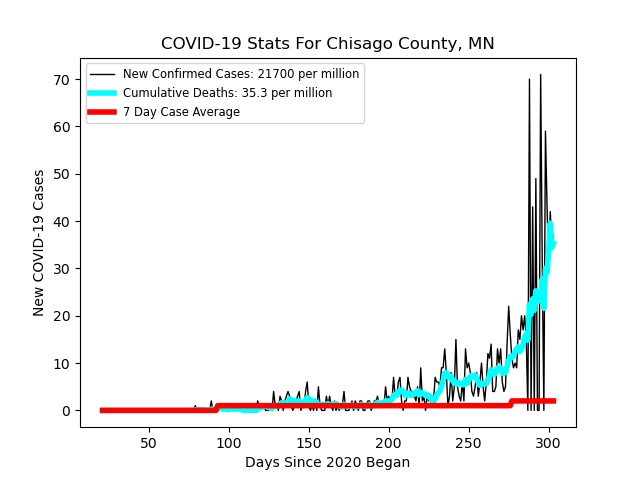 COVID-19 Stats For Chisago County, MN
New Confirmed Cases: 21700 per million
Cumulative Deaths: 35.3 per million
7 Day Case Average
70
60
50
40
30
20
10
0
New COVID-19 Cases
50 100 150 200 250 300
Days Since 2020 Began